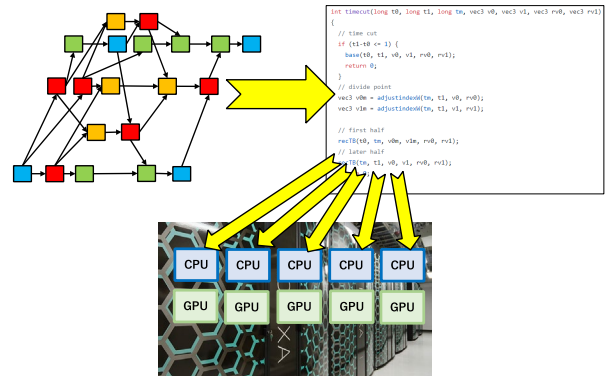 int timecut(long t0, long t1, long tm, vec3 v0, vec3 v1, vec3 rv0, vec3 rv1)
{
// time cut
if (t1-t0 <= 1) {
base(t0, t1, v0, v1, rv0, rv1);
return 0;
}
// divide point
vec3 v0m = adjustindexW(tm, t1, v0, rv0);
vec3 v1m = adjustindexW(tm, t1, v1, rv1);
// first half
recTB(t0, tm, v0m, v1m, rv0, rv1);
// later half
recTB(tm, t1, v0, v1, rv0, rv1);
CPU CPU CPU CPU CPU
GPU GPU GPU GPU GPU
XA